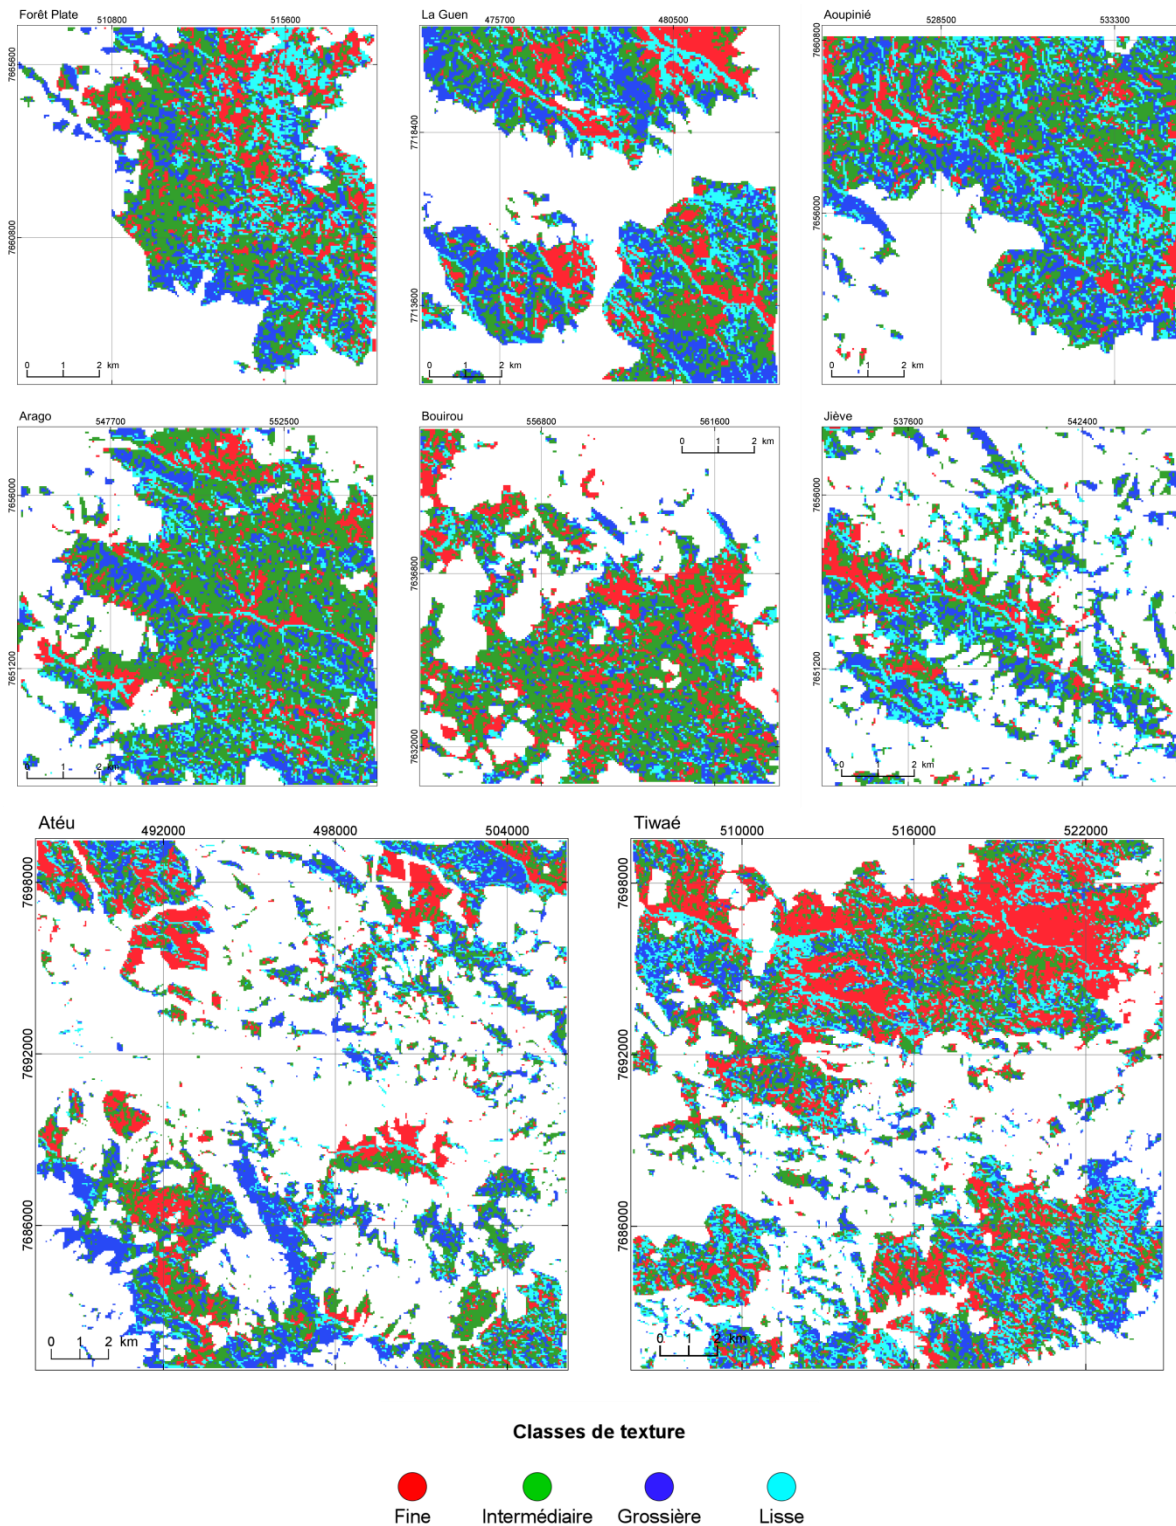 Forêt Plate
510800 515600
7665600
7660800
0 1 2 km
La Guen
475700 480500
7718400
7713600
0 1 2 km
Aoupinié
528500 533300
7660800
7656000
0 1 2 km
Arago
547700 552500
7656000
7651200
0 1 2 km
Bouirou
556800 561600
0 1 2 km
7636800
7632000
Jiève
537600 542400
7656000
7651200
0 1 2 km
Atéu
492000 498000 504000
7698000
7692000
7686000
0 1 2 km
Tiwaé
510000 516000 522000
7698000
7692000
7686000
0 1 2 km
Classes de texture
Fine Intermédiaire Grossière Lisse